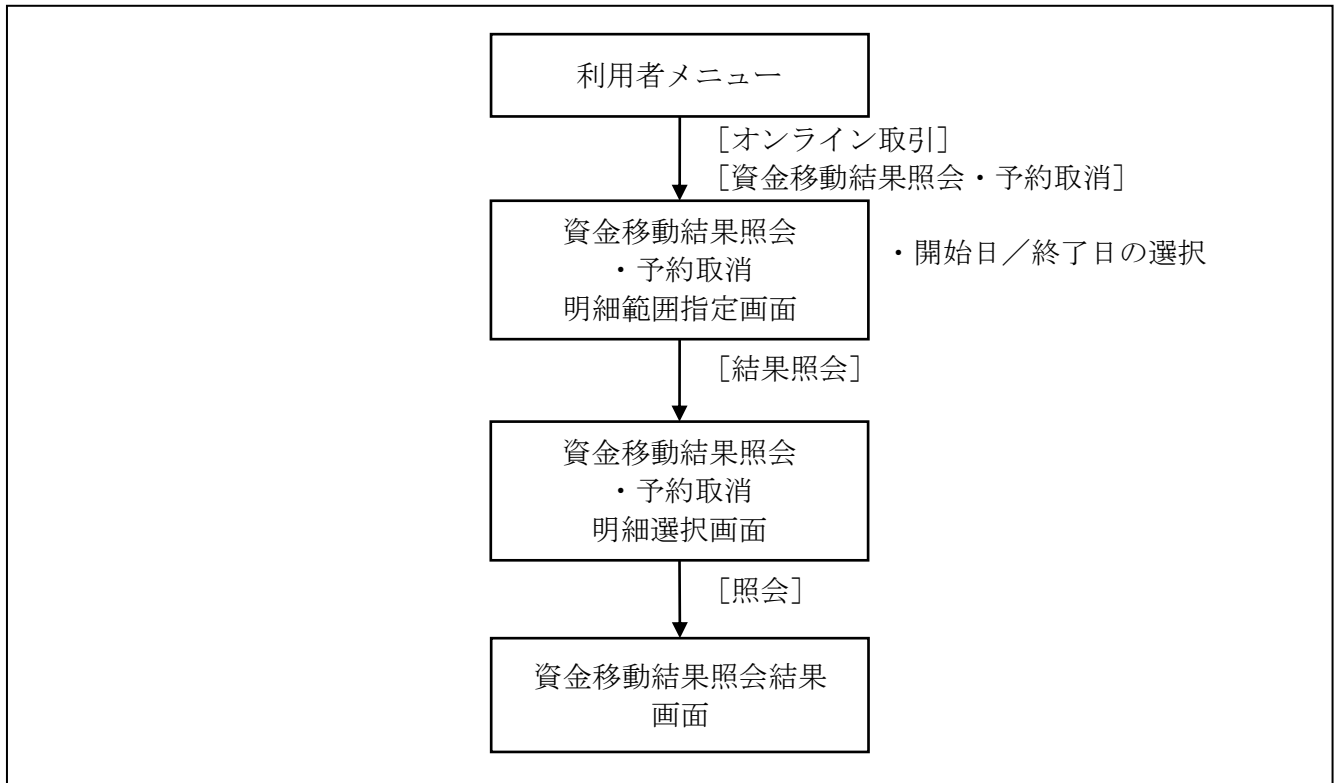 利用者メニュー
［オンライン取引］
［資金移動結果照会・予約取消］
資金移動結果照会
・予約取消
明細範囲指定画面
・開始日／終了日の選択
［結果照会］
資金移動結果照会
・予約取消
明細選択画面
［照会］
資金移動結果照会結果
画面